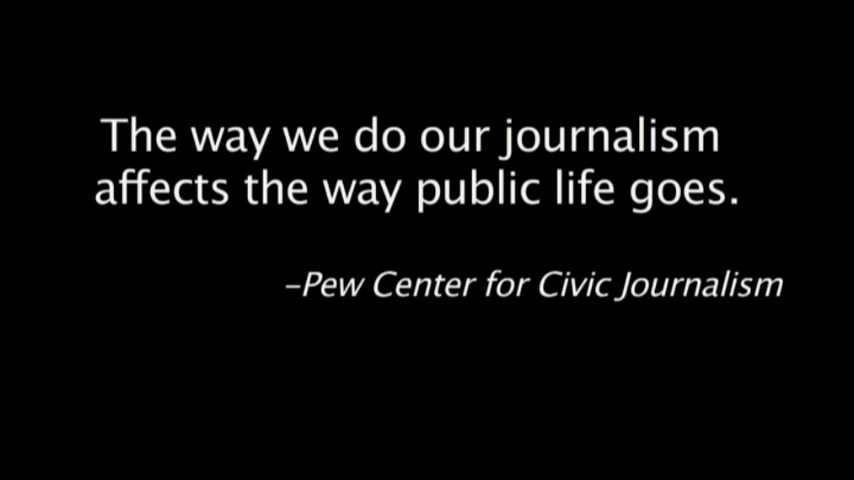 The way we do our journalism
affects the way public life goes.
–Pew Center for Civic Journalism